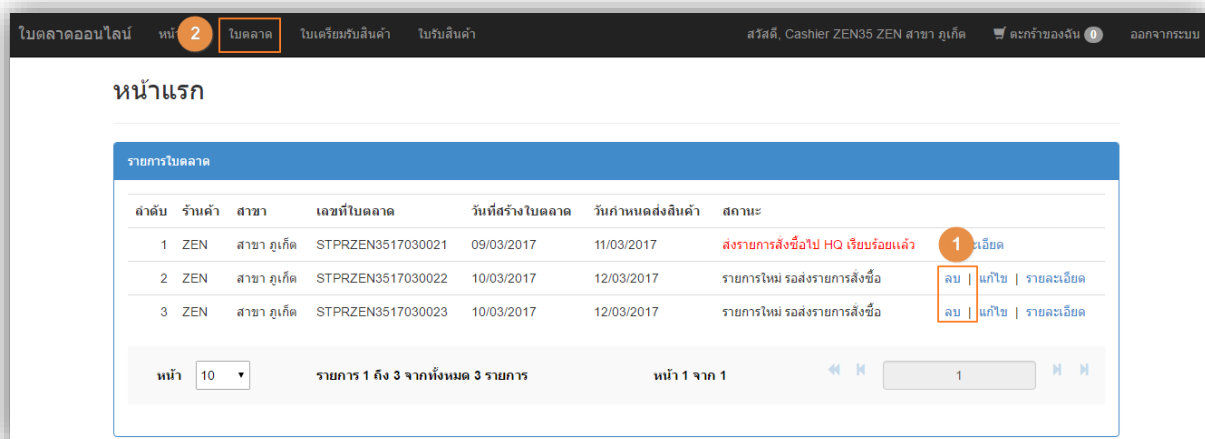 ใบตลาดออนไลน์ หน้ 2 ใบตลาด ใบเตรียมรับสินค้า ใบรับสินค้า สวัสดี, Cashier ZEN35 ZEN สาขา ภูเก็ต ตะกร้าของฉัน 0 ออกจากระบบ
หน้าแรก
รายการใบตลาด
ลำดับ ร้านค้า สาขา เลขที่ใบตลาด วันที่สร้างใบตลาด วันกำหนดส่งสินค้า สถานะ
1 ZEN สาขา ภูเก็ต STPRZEN3517030021 09/03/2017 11/03/2017 ส่งรายการสั่งซื้อไป HQ เรียบร้อยแล้ว 1 ะเอียด
2 ZEN สาขา ภูเก็ต STPRZEN3517030022 10/03/2017 12/03/2017 รายการใหม่ รอส่งรายการสั่งซื้อ ลบ | แก้ไข | รายละเอียด
3 ZEN สาขา ภูเก็ต STPRZEN3517030023 10/03/2017 12/03/2017 รายการใหม่ รอส่งรายการสั่งซื้อ ลบ | แก้ไข | รายละเอียด
หน้า 10 รายการ 1 ถึง 3 จากทั้งหมด 3 รายการ หน้า 1 จาก 1 1